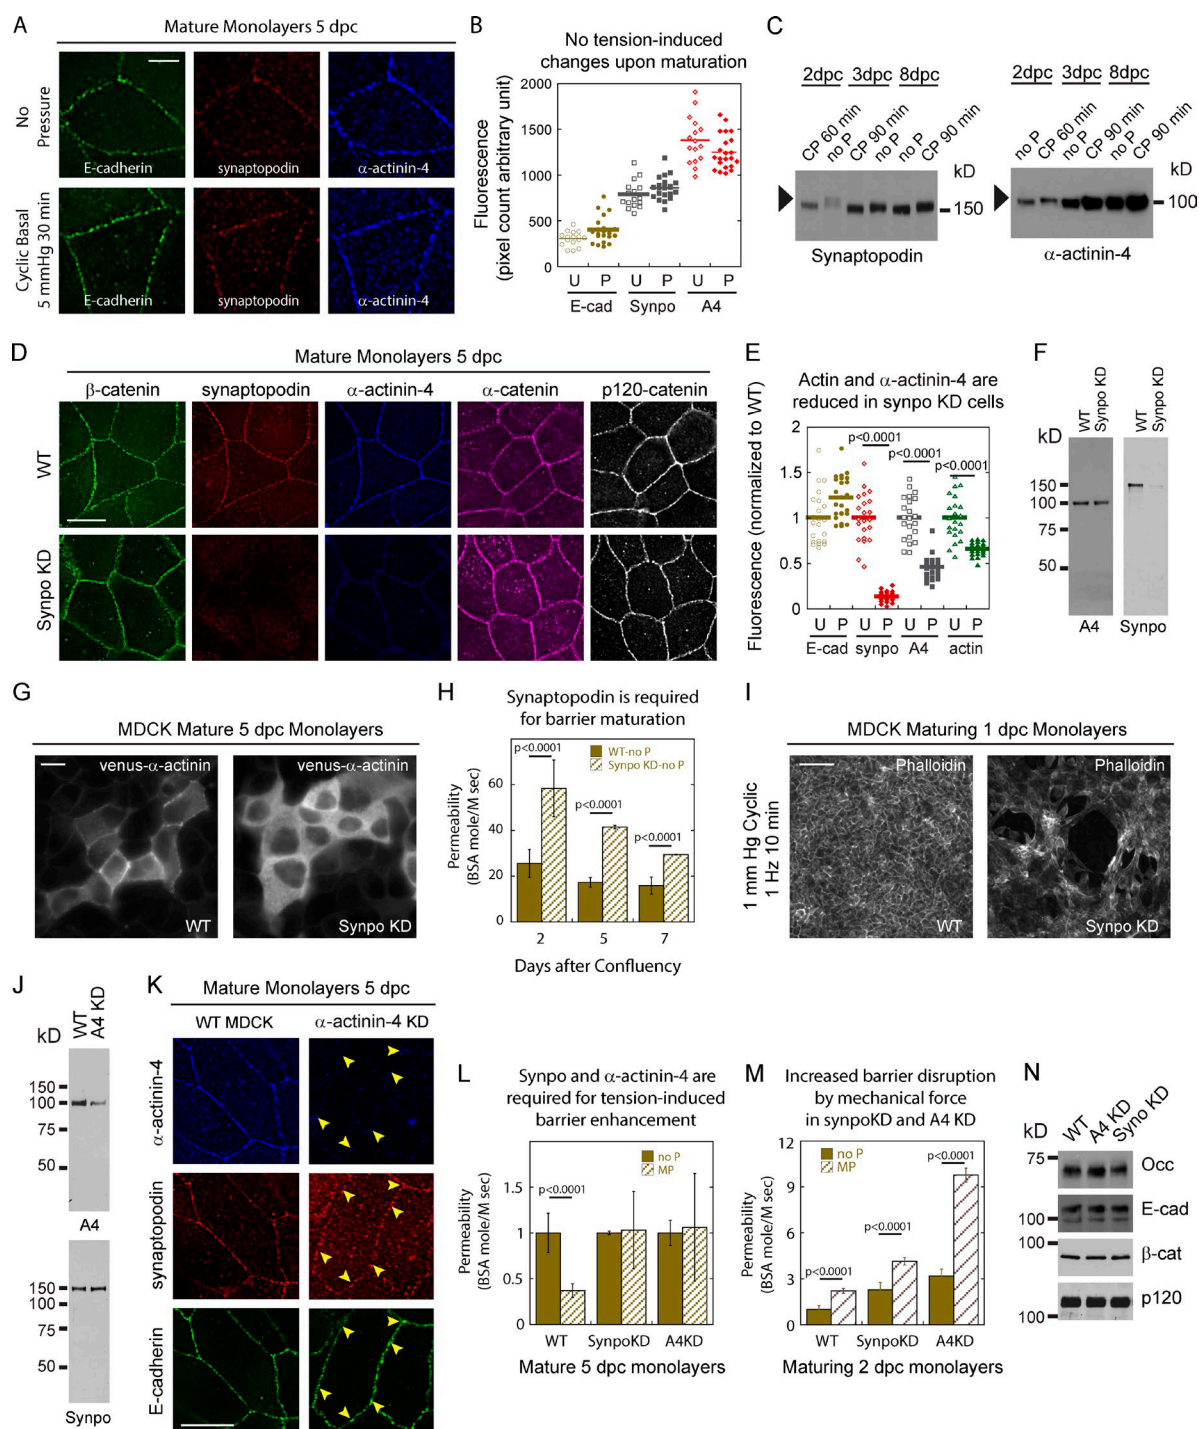 A
Mature Monolayers 5 dpc
No
Pressure
E-cadherin
synaptopodin
α-actinin-4
Cyclic Basal
5 mmHg 30 min
E-cadherin
synaptopodin
α-actinin-4
B
No tension-induced
changes upon maturation
Fluorescence
(pixel count arbitrary unit)
2000
1500
1000
500
0
U P U P U P
E-cad Synpo A4
C
2dpc 3dpc 8dpc
CP 60 min
no P
CP 90 min
no P
no P
CP 90 min
kD
150
Synaptopodin
2dpc 3dpc 8dpc
no P
CP 60 min
no P
CP 90 min
no P
CP 90 min
kD
100
α-actinin-4
D
Mature Monolayers 5 dpc
β-catenin synaptopodin α-actinin-4 α-catenin p120-catenin
WT
Synpo KD
E
Actin and α-actinin-4 are
reduced in synpo KD cells
Fluorescence (normalized to WT)
2
1.5
1
0.5
0
p<0.0001
p<0.0001
p<0.0001
U P U P U P U P
E-cad synpo A4 actin
F
WT
Synpo KD
WT
Synpo KD
kD
150
100
75
50
A4 Synpo
G
MDCK Mature 5 dpc Monolayers
venus-α-actinin
WT
venus-α-actinin
Synpo KD
H
Synaptopodin is required
for barrier maturation
Permeability
(BSA mole/M sec)
60
40
20
0
p<0.0001
WT-no P
Synpo KD-no P
p<0.0001
p<0.0001
2 5 7
Days after Confluency
I
MDCK Maturing 1 dpc Monolayers
1 mm Hg Cyclic
1 Hz 10 min
Phalloidin
WT
Phalloidin
Synpo KD
J
WT
A4 KD
kD
150
100
75
50
A4
150
100
75
50
Synpo
K
Mature Monolayers 5 dpc
WT MDCK α-actinin-4 KD
α-actinin-4
synaptopodin
E-cadherin
L
Synpo and α-actinin-4 are
required for tension-induced
barrier enhancement
Permeability
(BSA mole/M sec)
1.5
1
0.5
0
no P
MP
p<0.0001
WT SynpoKD A4KD
Mature 5 dpc monolayers
M
Increased barrier disruption
by mechanical force
in synpoKD and A4 KD
Permeability
(BSA mole/M sec)
12
9
6
3
0
no P
MP
p<0.0001
p<0.0001
p<0.0001
WT SynpoKD A4KD
Maturing 2 dpc monolayers
N
WT
A4 KD
Syno KD
kD
75
Occ
E-cad
100
100
β-cat
p120
100